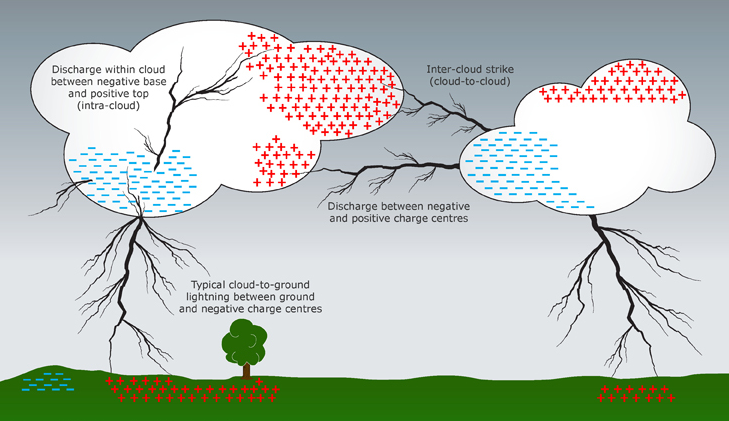 Discharge within cloud
between negative base
and positive top
(intra-cloud)
Inter-cloud strike
(cloud-to-cloud)
Discharge between negative
and positive charge centres
Typical cloud-to-ground
lightning between ground
and negative charge centres